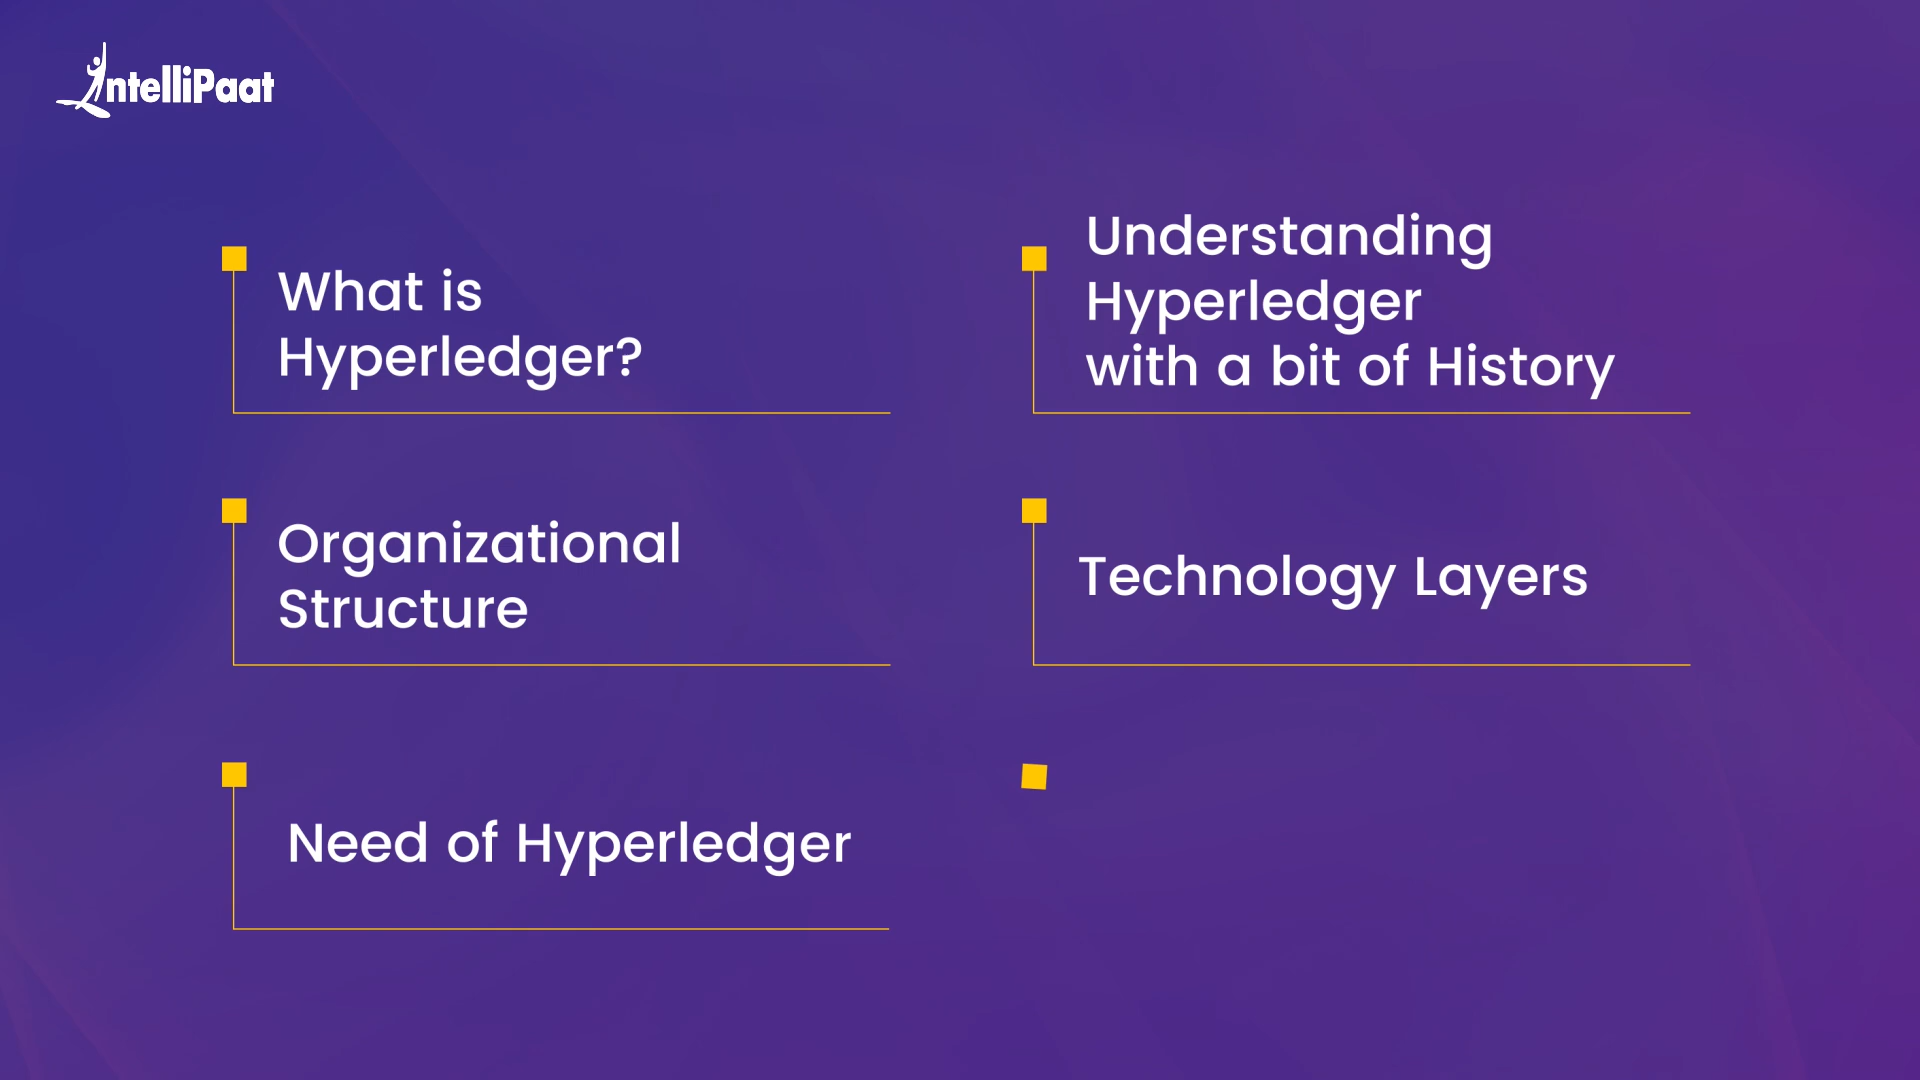 IntelliPaat
What is
Hyperledger?
Understanding
Hyperledger
with a bit of History
Organizational
Structure
Technology Layers
Need of Hyperledger